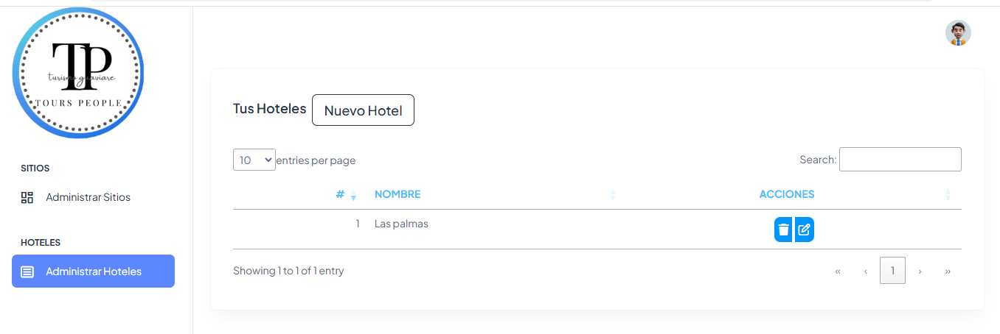 TP
turismo guaviare
TOURS PEOPLE
SITIOS
Administrar Sitios
HOTELES
Administrar Hoteles
Tus Hoteles Nuevo Hotel
10 entries per page Search:
# NOMBRE ACCIONES
1 Las palmas
Showing 1 to 1 of 1 entry « ‹ 1 › »